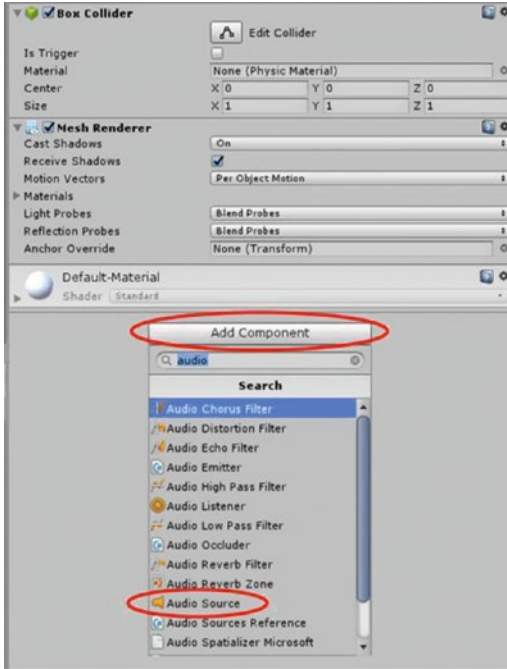 Box Collider
Edit Collider
Is Trigger
Material None (Physic Material)
Center X 0 Y 0 Z 0
Size X 1 Y 1 Z 1
Mesh Renderer
Cast Shadows On
Receive Shadows
Motion Vectors Per Object Motion
Materials
Light Probes Blend Probes
Reflection Probes Blend Probes
Anchor Override None (Transform)
Default-Material
Shader Standard
Add Component
audio
Search
Audio Chorus Filter
Audio Distortion Filter
Audio Echo Filter
Audio Emitter
Audio High Pass Filter
Audio Listener
Audio Low Pass Filter
Audio Occluder
Audio Reverb Filter
Audio Reverb Zone
Audio Source
Audio Sources Reference
Audio Spatializer Microsoft